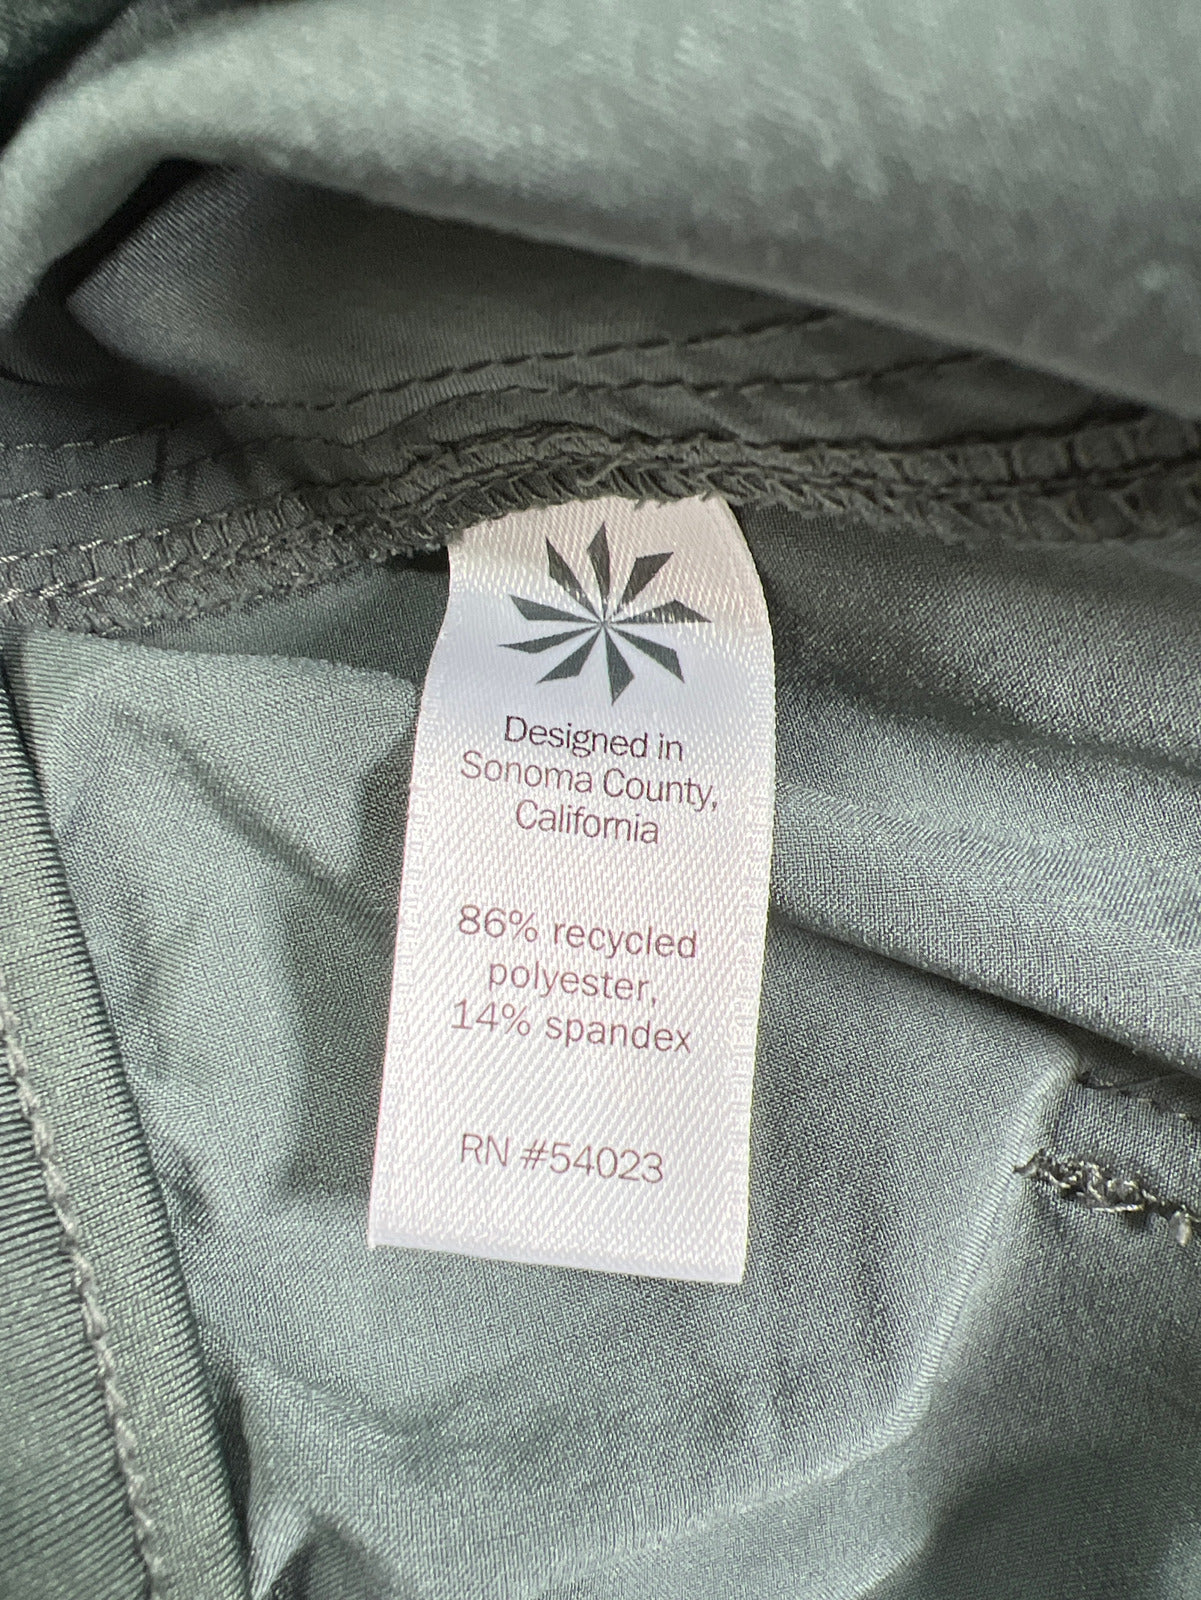 Designed in
Sonoma County,
California
86% recycled
polyester,
14% spandex
RN #54023